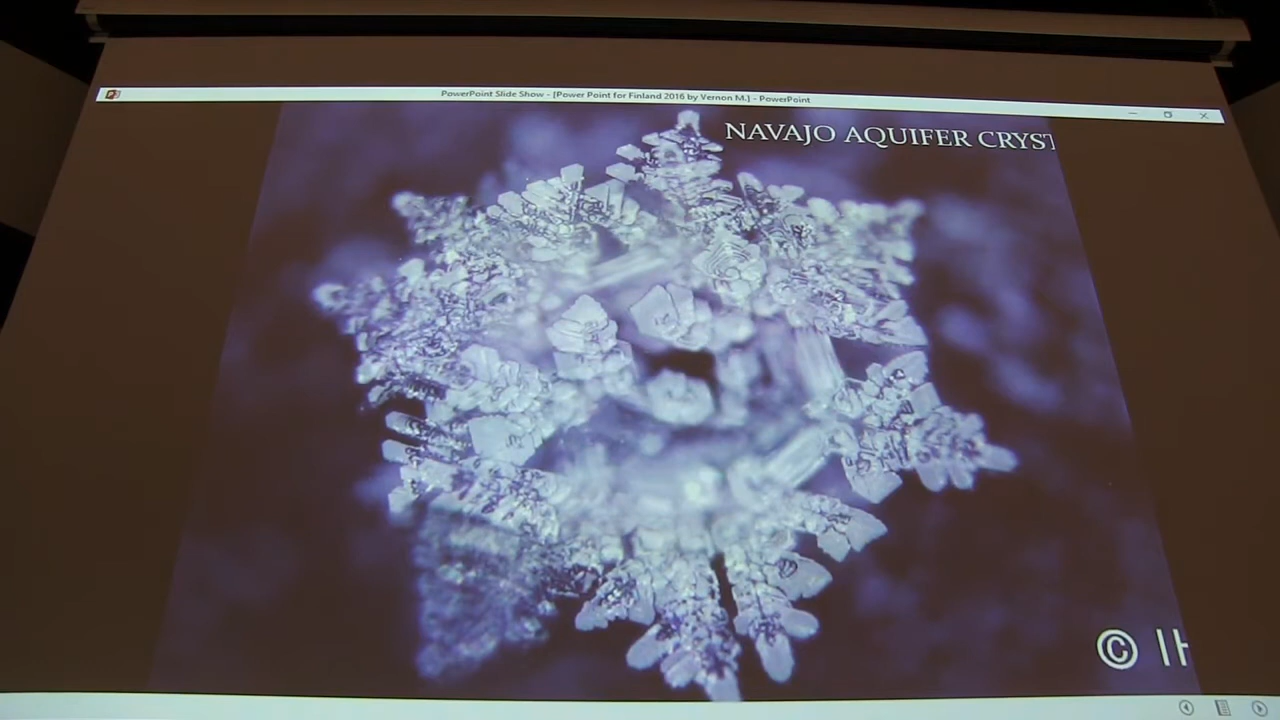 PowerPoint Slide Show - [Power Point for Finland 2016 by Vernon M.] - PowerPoint
NAVAJO AQUIFER CRYST
© IH